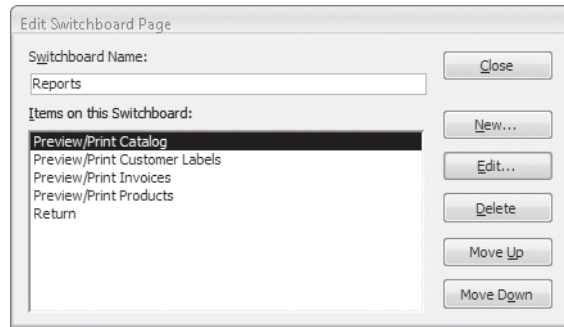 Edit Switchboard Page
Switchboard Name:
Reports
Items on this Switchboard:
Preview/Print Catalog
Preview/Print Customer Labels
Preview/Print Invoices
Preview/Print Products
Return
Close
New...
Edit...
Delete
Move Up
Move Down